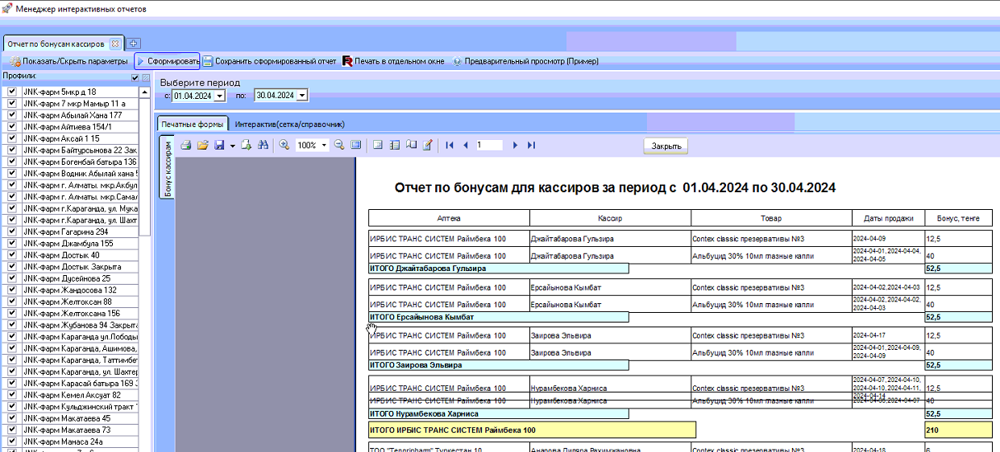 Менеджер интерактивных отчетов
Отчет по бонусам кассиров
Показать/Скрыть параметры Сформировать Сохранить сформированный отчет Печать в отдельном окне Предварительный просмотр (Пример)
Профили:
JNK-фарм 5мкр д 18
JNK-фарм 7 мкр Мамыр 11 а
JNK-фарм Абылай Хана 177
JNK-фарм Айтиева 154/1
JNK-фарм Аксай 1 15
JNK-фарм Байтурсынова 22 Зак
JNK-фарм Богенбай батыра 136
JNK-фарм Водник Абылай хана
JNK-фарм г. Алматы, мкр.Акбул
JNK-фарм г. Алматы, мкр.Самал
JNK-фарм г.Караганда, ул. Мука
JNK-фарм г.Караганда, ул. Шахт
JNK-фарм Гагарина 294
JNK-фарм Джамбула 155
JNK-фарм Достык 40
JNK-фарм Достык Закрыта
JNK-фарм Дусейнова 25
JNK-фарм Жандосова 132
JNK-фарм Желтоксан 88
JNK-фарм Желтоксана 156
JNK-фарм Жубанова 94 Закрыта
JNK-фарм Караганда ул.Лободы
JNK-фарм Караганда, Ашимова,
JNK-фарм Караганда, Таттимбе
JNK-фарм Караганда, ул. Шахтер
JNK-фарм Карасай батыра 169
JNK-фарм Кемел Аксуат 82
JNK-фарм Кульджинский тракт
JNK-фарм Макатаева 45
JNK-фарм Макатаева 73
JNK-фарм Манаса 24а
Выберите период
с: 01.04.2024 по: 30.04.2024
Печатные формы Интерактив(сетка/справочник)
Бонус кассирам
100% 1 Закрыть
Отчет по бонусам для кассиров за период с 01.04.2024 по 30.04.2024
Аптека Кассир Товар Даты продажи Бонус, тенге
ИРБИС ТРАНС СИСТЕМ Раймбека 100 Джайтабарова Гульзира Contex classic презервативы №3 2024-04-09 12,5
ИРБИС ТРАНС СИСТЕМ Раймбека 100 Джайтабарова Гульзира Альбуцид 30% 10мл глазные капли 2024-04-01,2024-04-04, 40
2024-04-05
ИТОГО Джайтабарова Гульзира 52,5
ИРБИС ТРАНС СИСТЕМ Раймбека 100 Ерсайынова Кымбат Contex classic презервативы №3 2024-04-02,2024-04-03 12,5
ИРБИС ТРАНС СИСТЕМ Раймбека 100 Ерсайынова Кымбат Альбуцид 30% 10мл глазные капли 2024-04-02,2024-04-02, 40
2024-04-03
ИТОГО Ерсайынова Кымбат 52,5
ИРБИС ТРАНС СИСТЕМ Раймбека 100 Заирова Эльвира Contex classic презервативы №3 2024-04-17 12,5
ИРБИС ТРАНС СИСТЕМ Раймбека 100 Заирова Эльвира Альбуцид 30% 10мл глазные капли 2024-04-01,2024-04-09, 40
2024-04-09
ИТОГО Заирова Эльвира 52,5
2024-04-07,2024-04-10,
ИРБИС ТРАНС СИСТЕМ Раймбека 100 Нурамбекова Харниса Contex classic презервативы №3 2024-04-10,2024-04-11, 12,5
2024-04-14
ИРБИС ТРАНС СИСТЕМ Раймбека 100 Нурамбекова Харниса Альбуцид 30% 10мл глазные капли 40
ИТОГО Нурамбекова Харниса 52,5
ИТОГО ИРБИС ТРАНС СИСТЕМ Раймбека 100 210
ТОО "Tengripharm" Туркестан 10 Анарова Диляра Рахимжановна Contex classic презервативы №3 2024-04-18 6